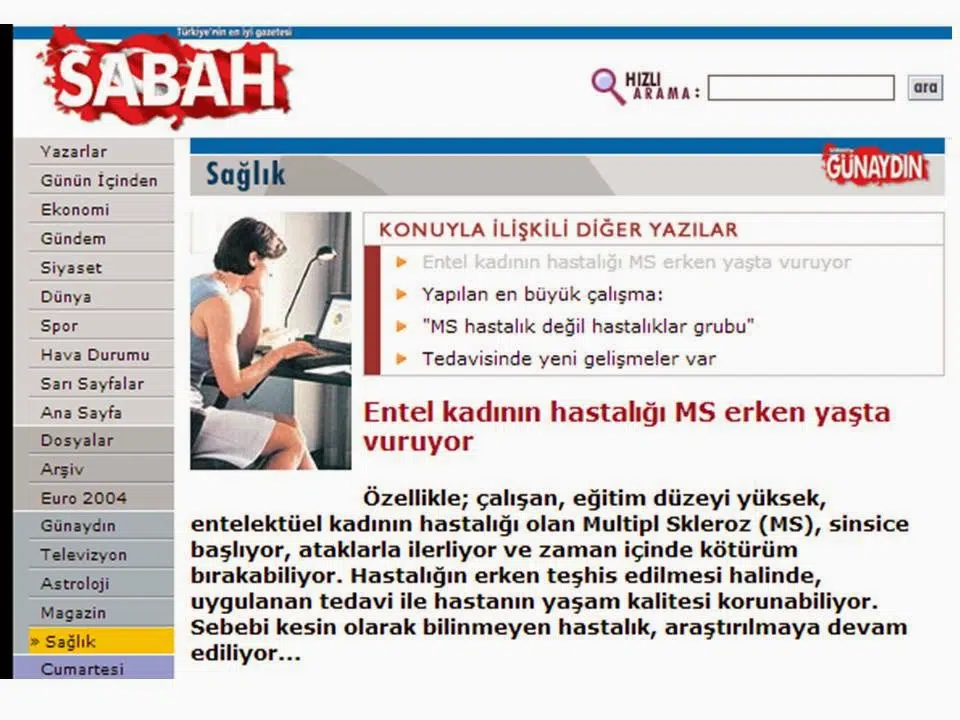 Türkiye'nin en iyi gazetesi
SABAH
HIZLI
ARAMA:
ara
Yazarlar
Günün İçinden
Ekonomi
Gündem
Siyaset
Dünya
Spor
Hava Durumu
Sarı Sayfalar
Ana Sayfa
Dosyalar
Arşiv
Euro 2004
Günaydın
Televizyon
Astroloji
Magazin
» Sağlık
Cumartesi
Sağlık
GÜNAYDIN
KONUYLA İLİŞKİLİ DİĞER YAZILAR
Entel kadının hastalığı MS erken yaşta vuruyor
Yapılan en büyük çalışma:
"MS hastalık değil hastalıklar grubu"
Tedavisinde yeni gelişmeler var
Entel kadının hastalığı MS erken yaşta
vuruyor
Özellikle; çalışan, eğitim düzeyi yüksek,
entelektüel kadının hastalığı olan Multipl Skleroz (MS), sinsice
başlıyor, ataklarla ilerliyor ve zaman içinde kötürüm
bırakabiliyor. Hastalığın erken teşhis edilmesi halinde,
uygulanan tedavi ile hastanın yaşam kalitesi korunabiliyor.
Sebebi kesin olarak bilinmeyen hastalık, araştırılmaya devam
ediliyor...